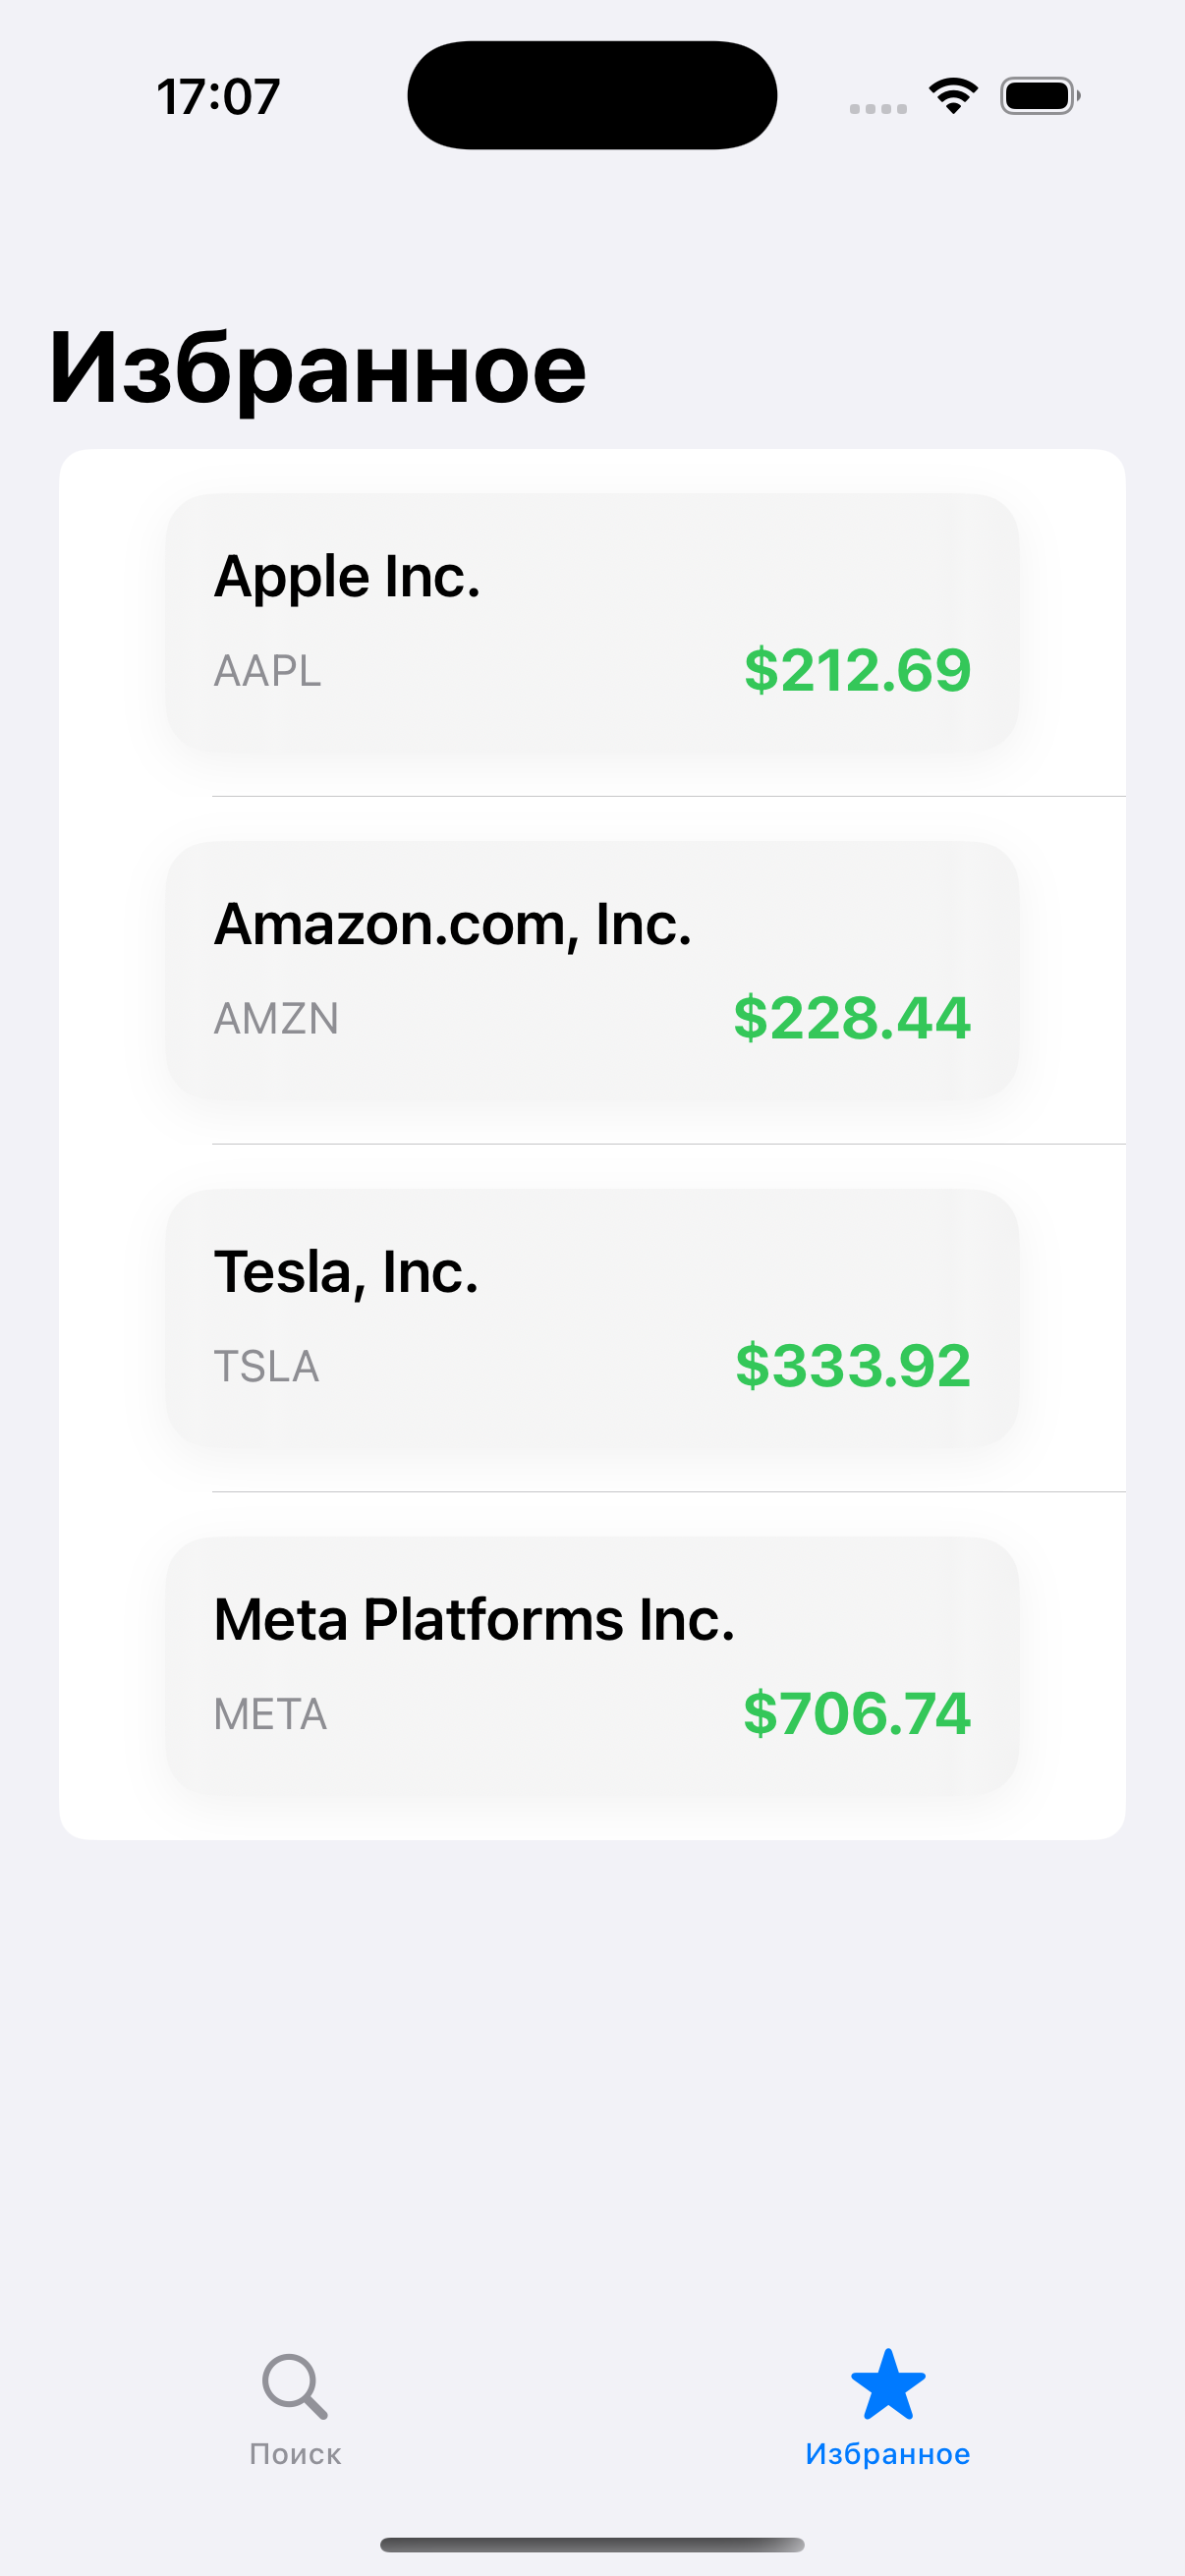 17:07
Избранное
Apple Inc.
AAPL $212.69
Amazon.com, Inc.
AMZN $228.44
Tesla, Inc.
TSLA $333.92
Meta Platforms Inc.
META $706.74
Поиск Избранное